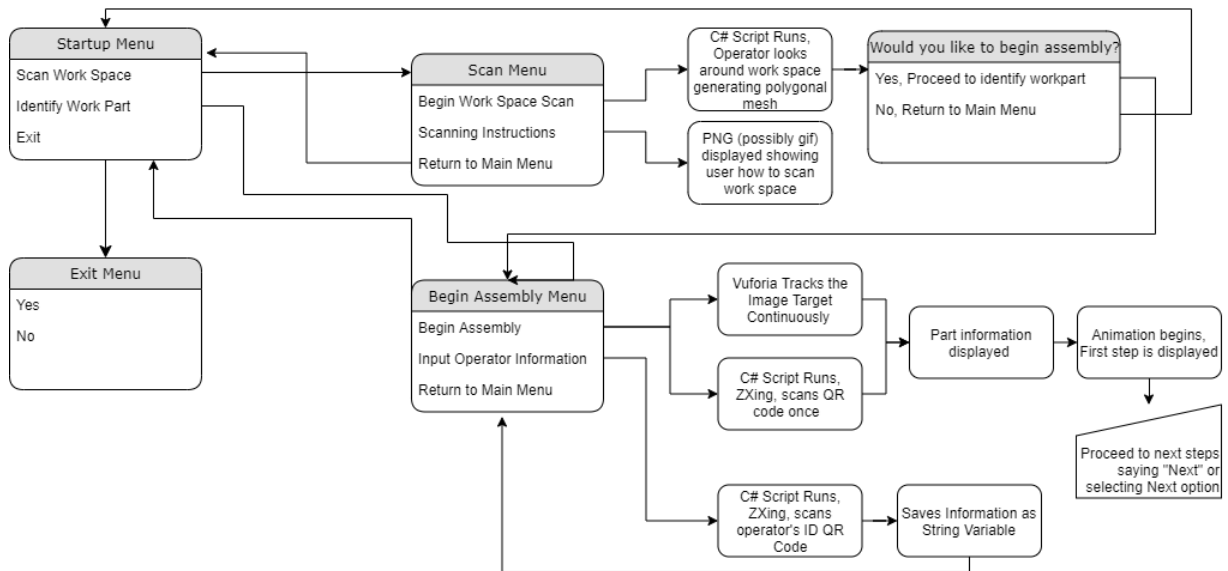 Startup Menu
Scan Work Space
Identify Work Part
Exit
Scan Menu
Begin Work Space Scan
Scanning Instructions
Return to Main Menu
C# Script Runs,
Operator looks
around work space
generating polygonal
mesh
PNG (possibly gif)
displayed showing
user how to scan
work space
Would you like to begin assembly?
Yes, Proceed to identify workpart
No, Return to Main Menu
Exit Menu
Yes
No
Begin Assembly Menu
Begin Assembly
Input Operator Information
Return to Main Menu
Vuforia Tracks the
Image Target
Continuously
C# Script Runs,
ZXing, scans QR
code once
Part information
displayed
Animation begins,
First step is displayed
Proceed to next steps
saying "Next" or
selecting Next option
C# Script Runs,
ZXing, scans
operator's ID QR
Code
Saves Information as
String Variable